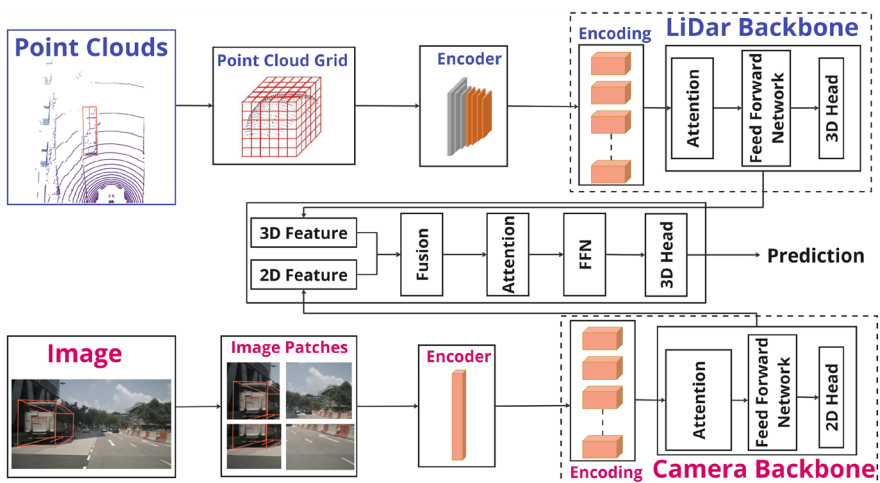 Point Clouds
Point Cloud Grid
Encoder
Encoding
LiDar Backbone
Attention
Feed Forward
Network
3D Head
3D Feature
2D Feature
Fusion
Attention
FFN
3D Head
Prediction
Image
Image Patches
Encoder
Encoding
Attention
Feed Forward
Network
2D Head
Camera Backbone